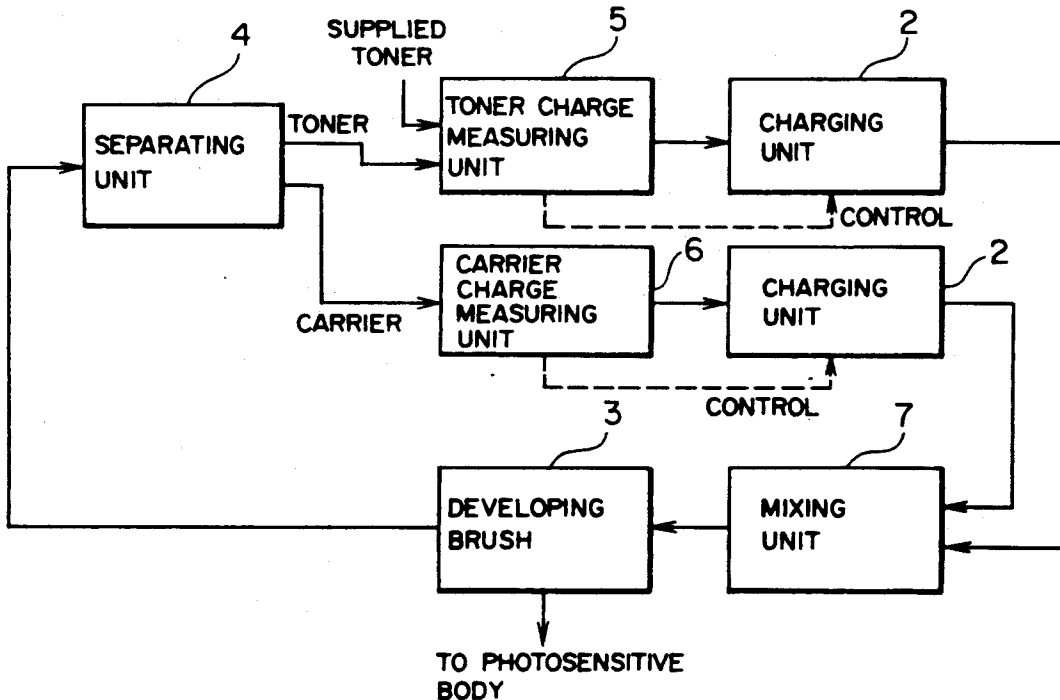 4
SUPPLIED
TONER
5
2
SEPARATING
UNIT
TONER
TONER CHARGE
MEASURING
UNIT
CHARGING
UNIT
CONTROL
CARRIER
CARRIER
CHARGE
MEASURING
UNIT
6
CHARGING
UNIT
2
CONTROL
3
7
DEVELOPING
BRUSH
MIXING
UNIT
TO PHOTOSENSITIVE
BODY